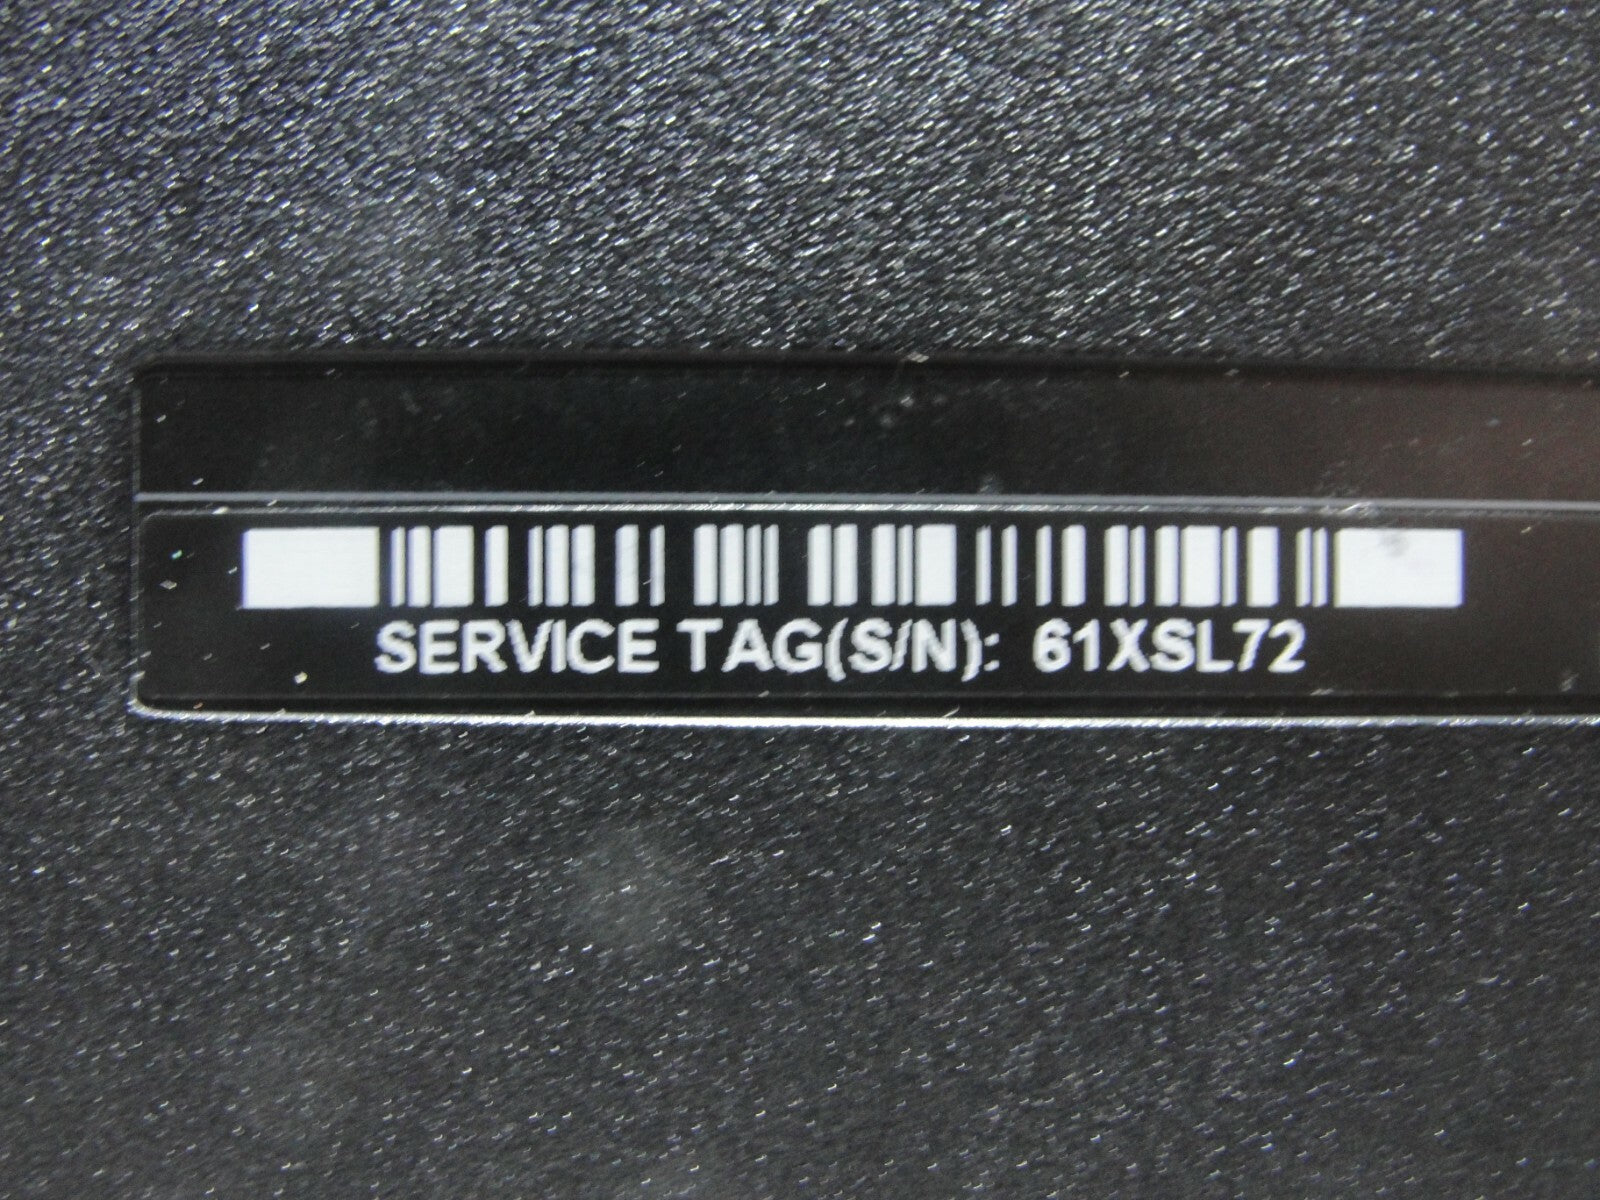 SERVICE TAG(S/N): 61XSL72